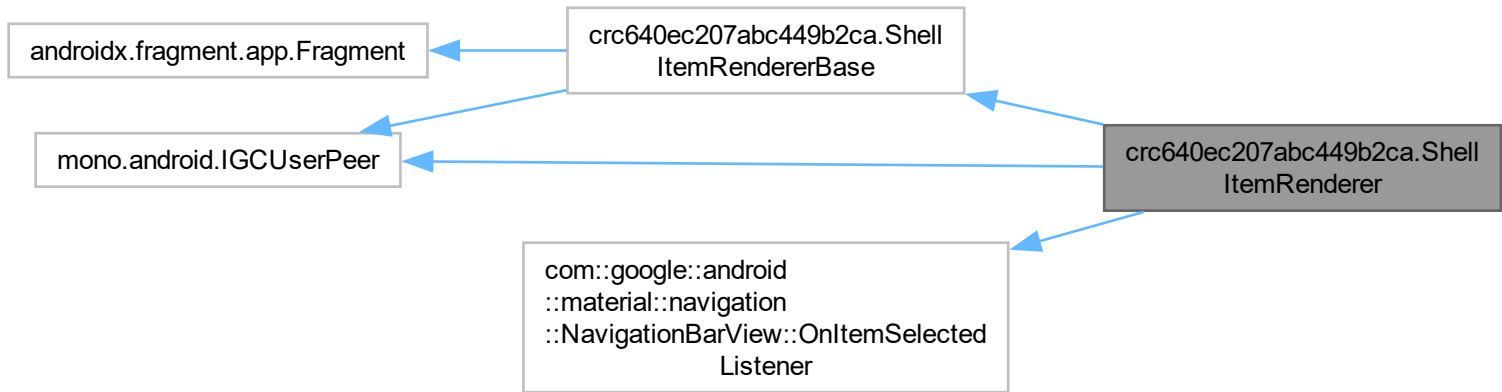 androidx.fragment.app.Fragment
crc640ec207abc449b2ca.Shell
ItemRendererBase
mono.android.IGCUserPeer
crc640ec207abc449b2ca.Shell
ItemRenderer
com::google::android
::material::navigation
::NavigationBarView::OnItemSelected
Listener